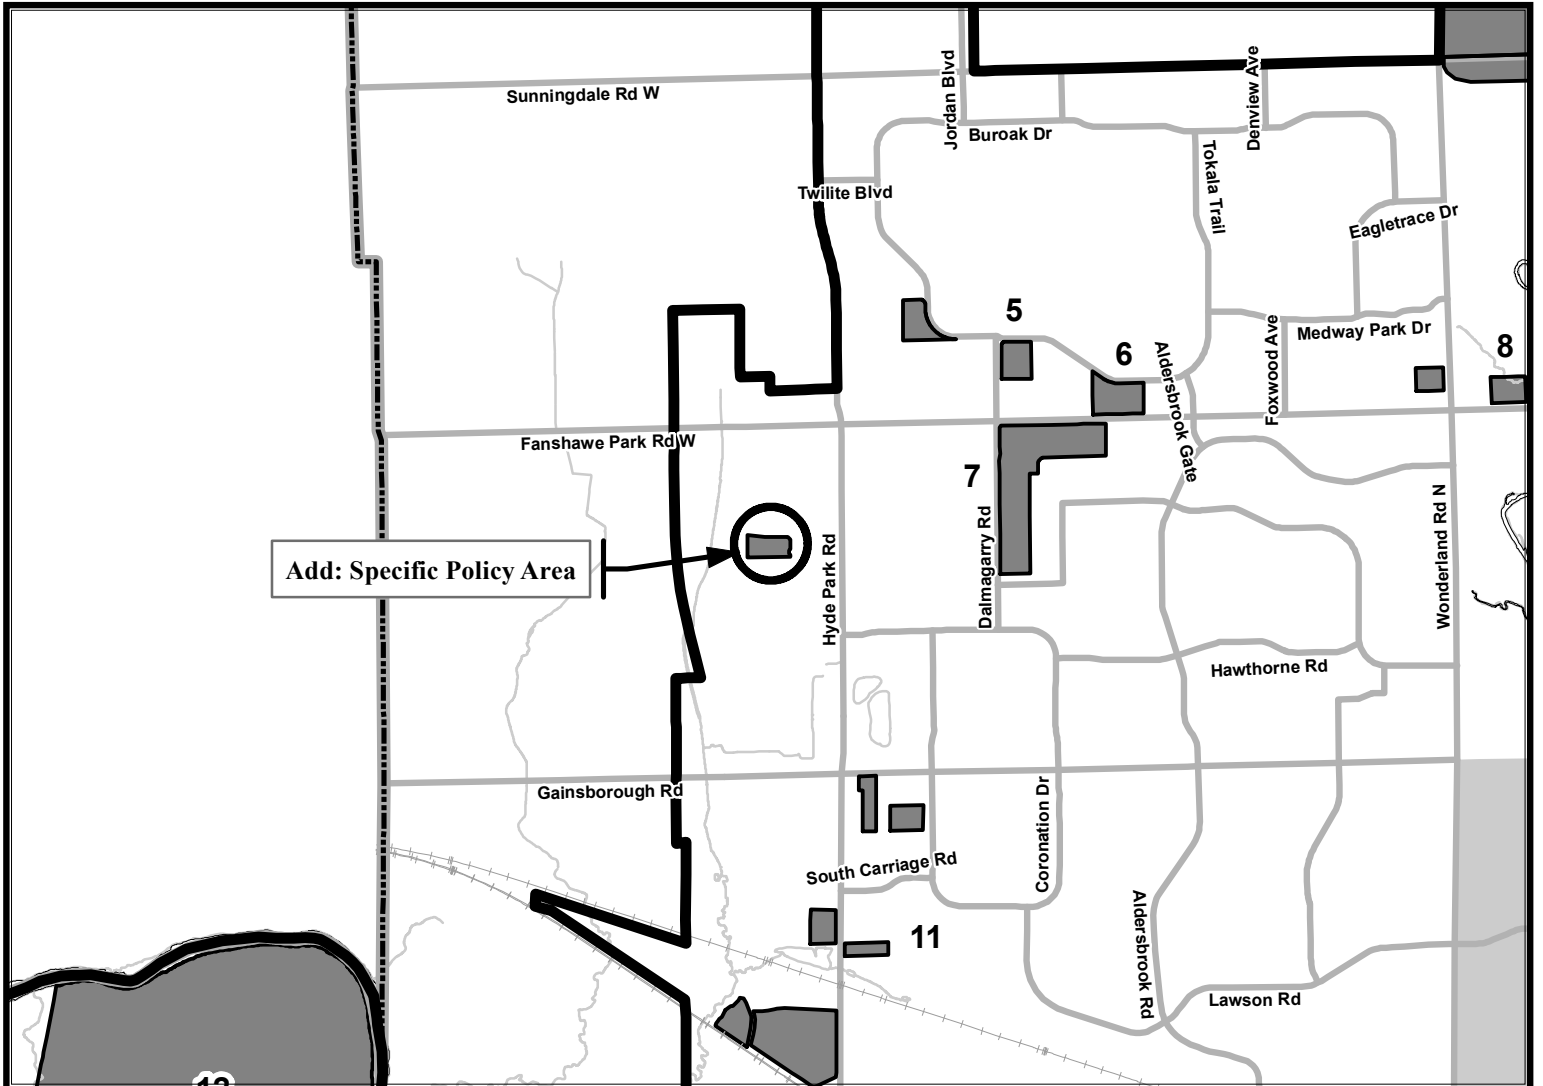 Sunningdale Rd W
Jordan Blvd
Buroak Dr
Denview Ave
Tokala Trail
Twilite Blvd
Eagletrace Dr
5
Medway Park Dr
Foxwood Ave
6
Aldersbrook Gate
8
Fanshawe Park Rd W
7
Add: Specific Policy Area
Hyde Park Rd
Dalmagarry Rd
Wonderland Rd N
Hawthorne Rd
Gainsborough Rd
Coronation Dr
South Carriage Rd
11
Aldersbrook Rd
Lawson Rd
12